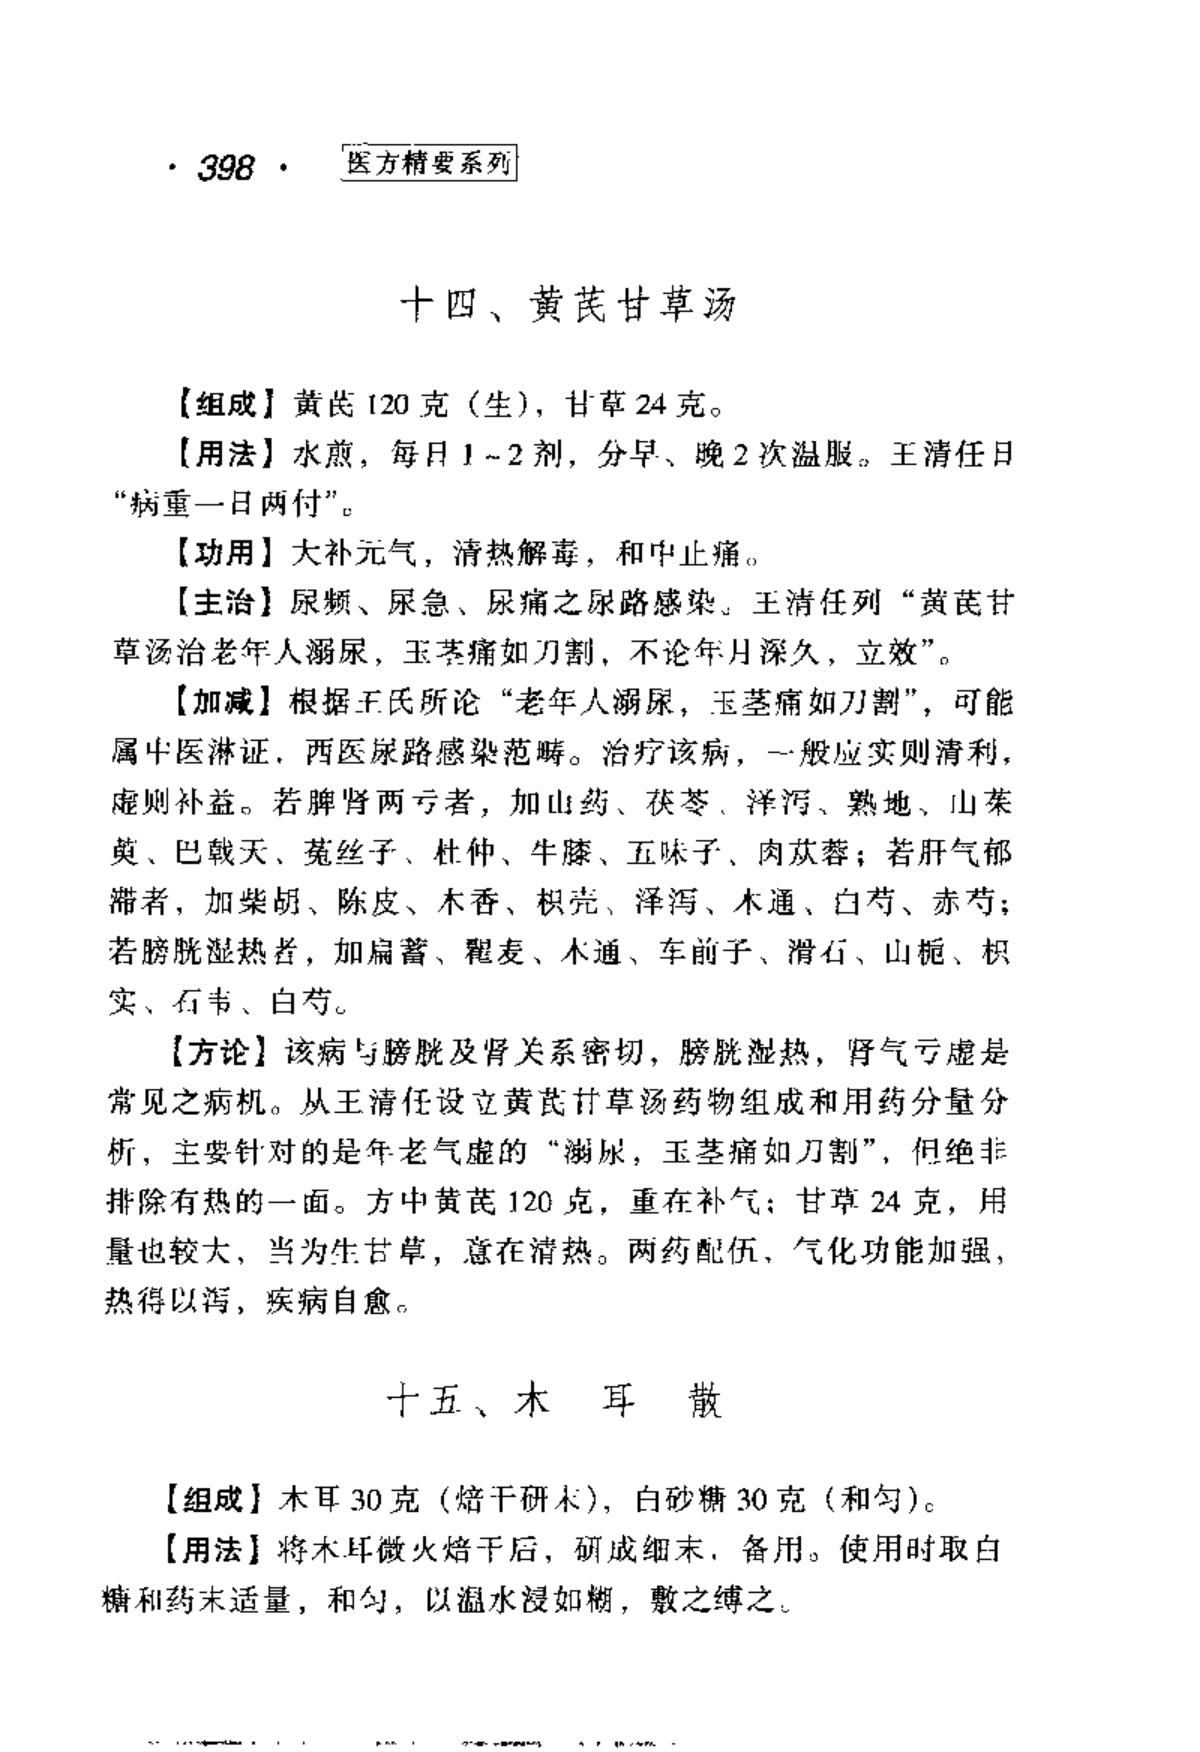 · 398 · 医方精要系列
十四、黄芪甘草汤
【组成】黄芪 120 克（生），甘草 24 克。
【用法】水煎，每日 1~2 剂，分早、晚 2 次温服。王清任曰
“病重一日两付”。
【功用】大补元气，清热解毒，和中止痛。
【主治】尿频、尿急、尿痛之尿路感染。王清任列“黄芪甘
草汤治老年人溺尿，玉茎痛如刀割，不论年月深久，立效”。
【加减】根据王氏所论“老年人溺尿，玉茎痛如刀割”，可能
属中医淋证，西医尿路感染范畴。治疗该病，一般应实则清利，
虚则补益。若脾肾两亏者，加山药、茯苓、泽泻、熟地、山茱
萸、巴戟天、菟丝子、杜仲、牛膝、五味子、肉苁蓉；若肝气郁
滞者，加柴胡、陈皮、木香、枳壳、泽泻、木通、白芍、赤芍；
若膀胱湿热者，加扁蓄、瞿麦、木通、车前子、滑石、山栀、枳
实、石韦、白芍。
【方论】该病与膀胱及肾关系密切，膀胱湿热，肾气亏虚是
常见之病机。从王清任设立黄芪甘草汤药物组成和用药分量分
析，主要针对的是年老气虚的“溺尿，玉茎痛如刀割”，但绝非
排除有热的一面。方中黄芪 120 克，重在补气；甘草 24 克，用
量也较大，当为生甘草，意在清热。两药配伍，气化功能加强，
热得以泻，疾病自愈。
十五、木 耳 散
【组成】木耳 30 克（焙干研末），白砂糖 30 克（和匀）。
【用法】将木耳微火焙干后，研成细末，备用。使用时取白
糖和药末适量，和匀，以温水浸如糊，敷之缚之。